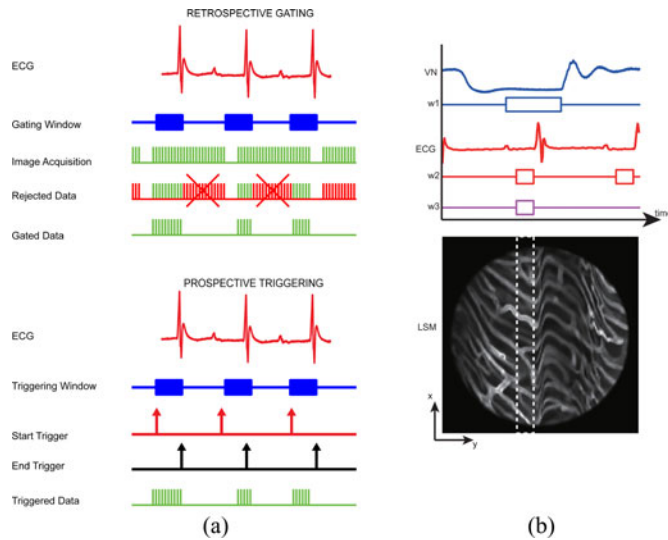 RETROSPECTIVE GATING
ECG
Gating Window
Image Acquisition
Rejected Data
Gated Data
PROSPECTIVE TRIGGERING
ECG
Triggering Window
Start Trigger
End Trigger
Triggered Data
(a)
VN
w1
ECG
w2
w3
time
LSM
x
y
(b)